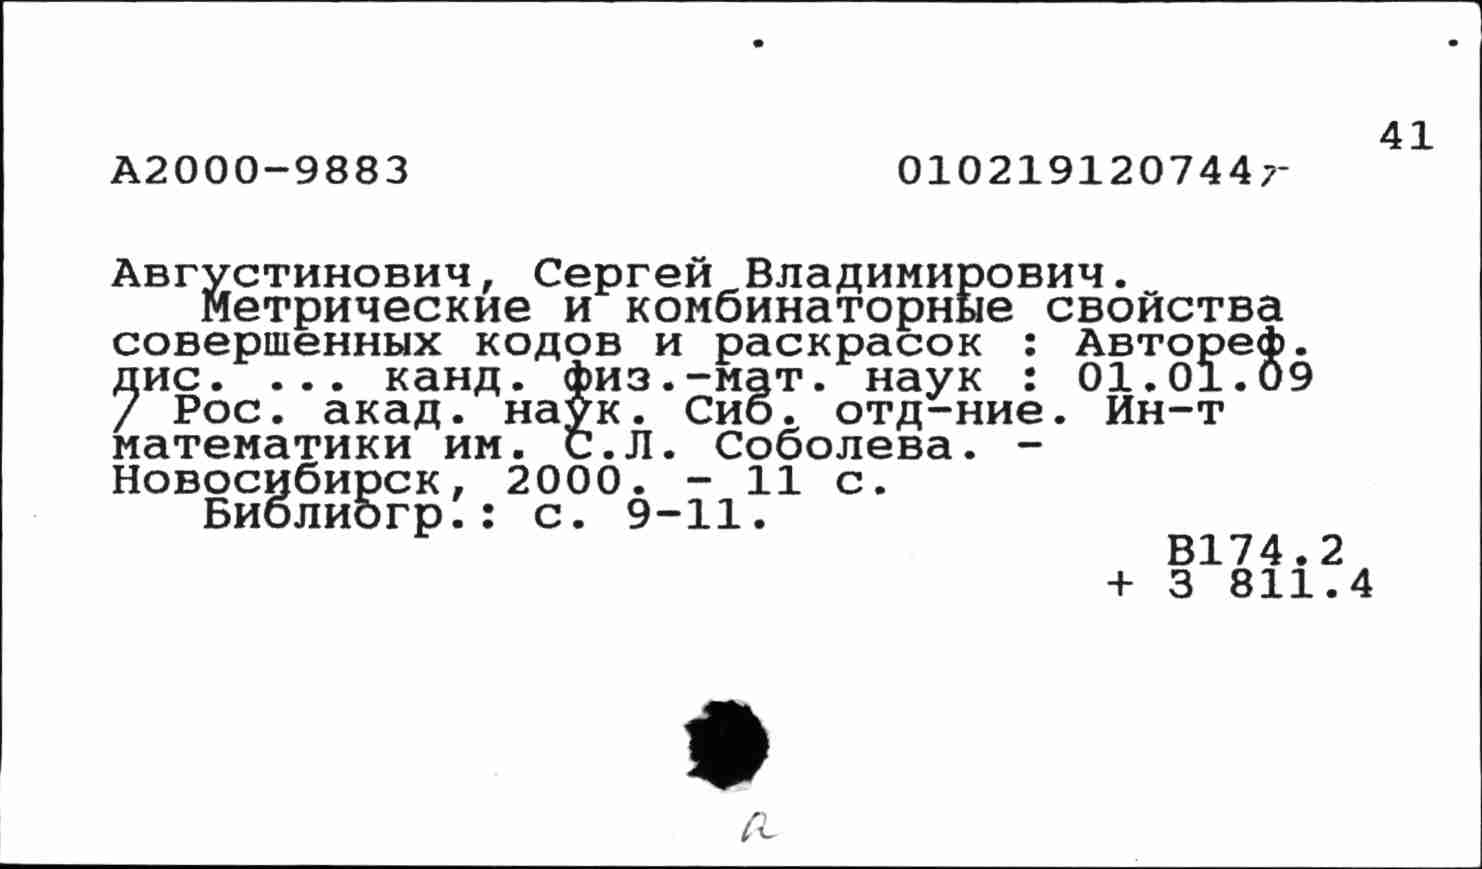 41
А2000-9883 0102191207447-
Августинович, Сергей Владимирович.
Метрические и комбинаторные свойства
совершенных кодов и раскрасок : Автореф.
дис. ... канд. физ.-мат. наук : 01.01.09
/ Рос. акад. наук. Сиб. отд-ние. Ин-т
математики им. С.Л. Соболева. -
Новосибирск, 2000. - 11 с.
Библиогр.: с. 9-11.
В174.2
+ З 811.4
а